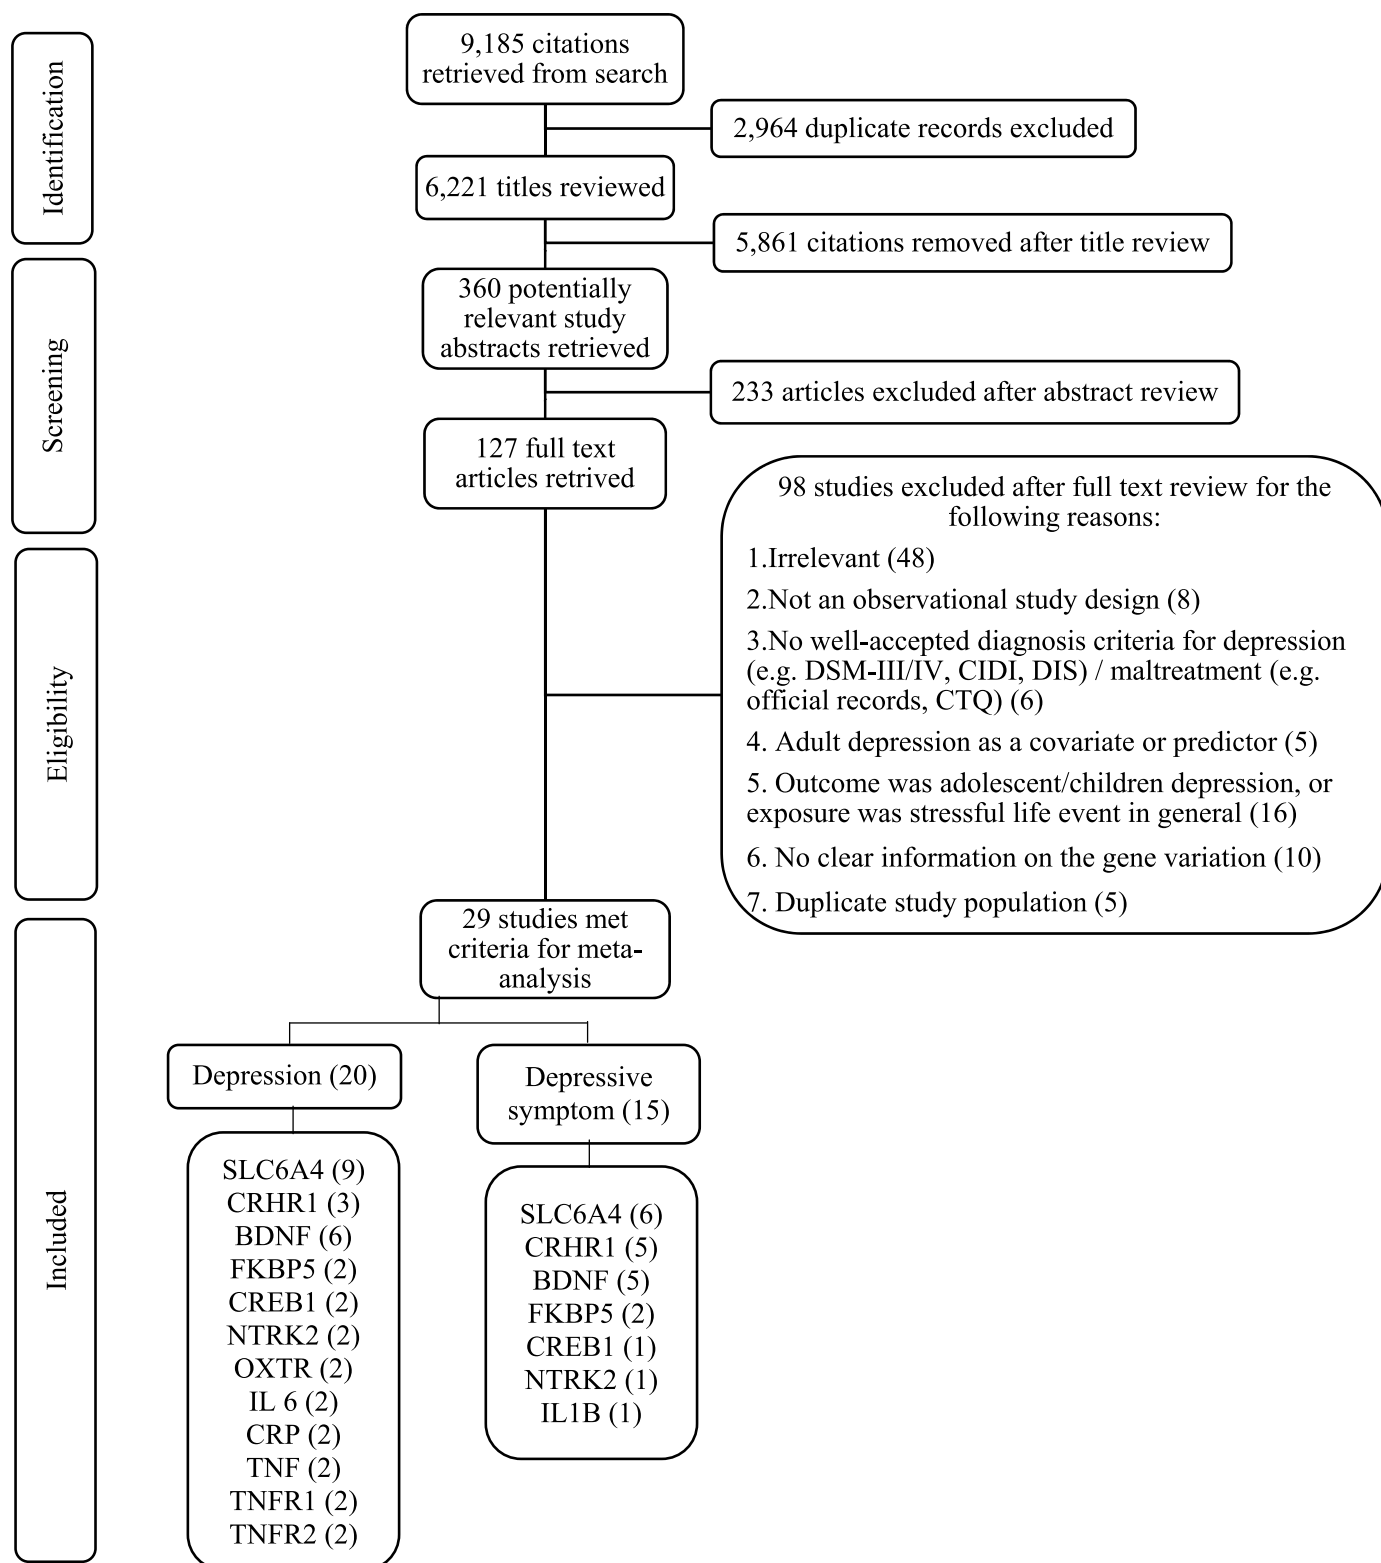 Identification
9,185 citations
retrieved from search
2,964 duplicate records excluded
6,221 titles reviewed
5,861 citations removed after title review
Screening
360 potentially
relevant study
abstracts retrieved
233 articles excluded after abstract review
127 full text
articles retrived
Eligibility
98 studies excluded after full text review for the
following reasons:
1.Irrelevant (48)
2.Not an observational study design (8)
3.No well-accepted diagnosis criteria for depression
(e.g. DSM-III/IV, CIDI, DIS) / maltreatment (e.g.
official records, CTQ) (6)
4. Adult depression as a covariate or predictor (5)
5. Outcome was adolescent/children depression, or
exposure was stressful life event in general (16)
6. No clear information on the gene variation (10)
7. Duplicate study population (5)
Included
29 studies met
criteria for meta-
analysis
Depression (20)
SLC6A4 (9)
CRHR1 (3)
BDNF (6)
FKBP5 (2)
CREB1 (2)
NTRK2 (2)
OXTR (2)
IL 6 (2)
CRP (2)
TNF (2)
TNFR1 (2)
TNFR2 (2)
Depressive
symptom (15)
SLC6A4 (6)
CRHR1 (5)
BDNF (5)
FKBP5 (2)
CREB1 (1)
NTRK2 (1)
IL1B (1)